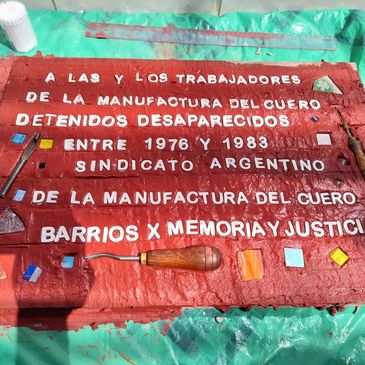 A LAS Y LOS TRABAJADORES
DE LA MANUFACTURA DEL CUERO
DETENIDOS DESAPARECIDOS
ENTRE 1976 Y 1983
SINDICATO ARGENTINO
DE LA MANUFACTURA DEL CUERO
BARRIOS X MEMORIA Y JUSTICI